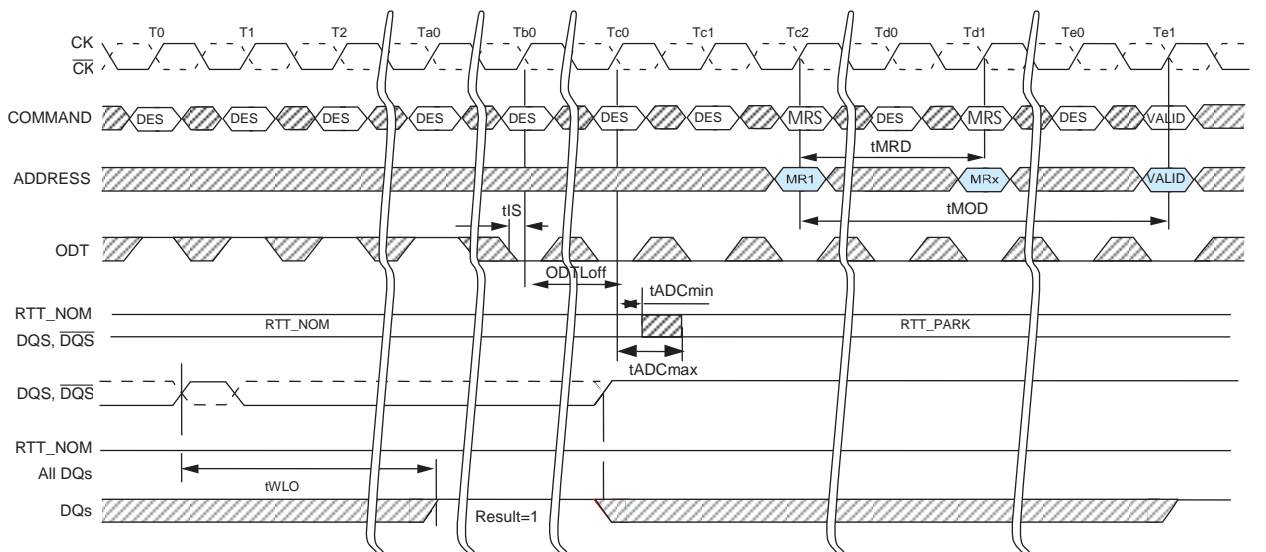 T0 T1 T2 Ta0 Tb0 Tc0 Tc1 Tc2 Td0 Td1 Te0 Te1
CK
CK
COMMAND DES DES DES DES DES DES DES MRS DES MRS DES VALID
tMRD
ADDRESS MR1 MRx VALID
tIS tMOD
ODT
ODTLoff
tADCmin
RTT_NOM
RTT_NOM RTT_PARK
DQS, DQS
tADCmax
DQS, DQS
RTT_NOM
All DQs
tWLO
DQs Result=1